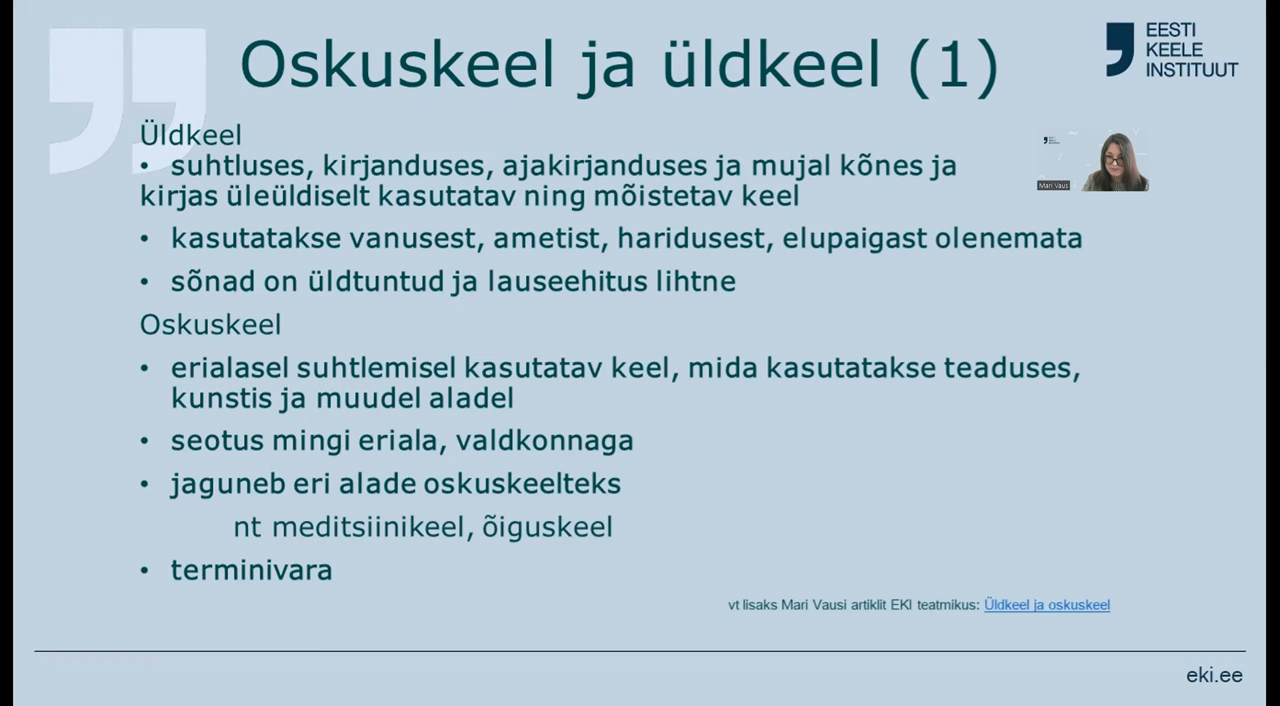 Oskuskeel ja üldkeel (1)
EESTI
KEELE
INSTITUUT
Üldkeel
• suhtluses, kirjanduses, ajakirjanduses ja mujal kõnes ja
kirjas üleüldiselt kasutatav ning mõistetav keel
Mari Vaus
• kasutatakse vanusest, ametist, haridusest, elupaigast olenemata
• sõnad on üldtuntud ja lauseehitus lihtne
Oskuskeel
• erialasel suhtlemisel kasutatav keel, mida kasutatakse teaduses,
kunstis ja muudel aladel
• seotus mingi eriala, valdkonnaga
• jaguneb eri alade oskuskeelteks
nt meditsiinikeel, õiguskeel
• terminivara
vt lisaks Mari Vausi artiklit EKI teatmikus: Üldkeel ja oskuskeel
eki.ee